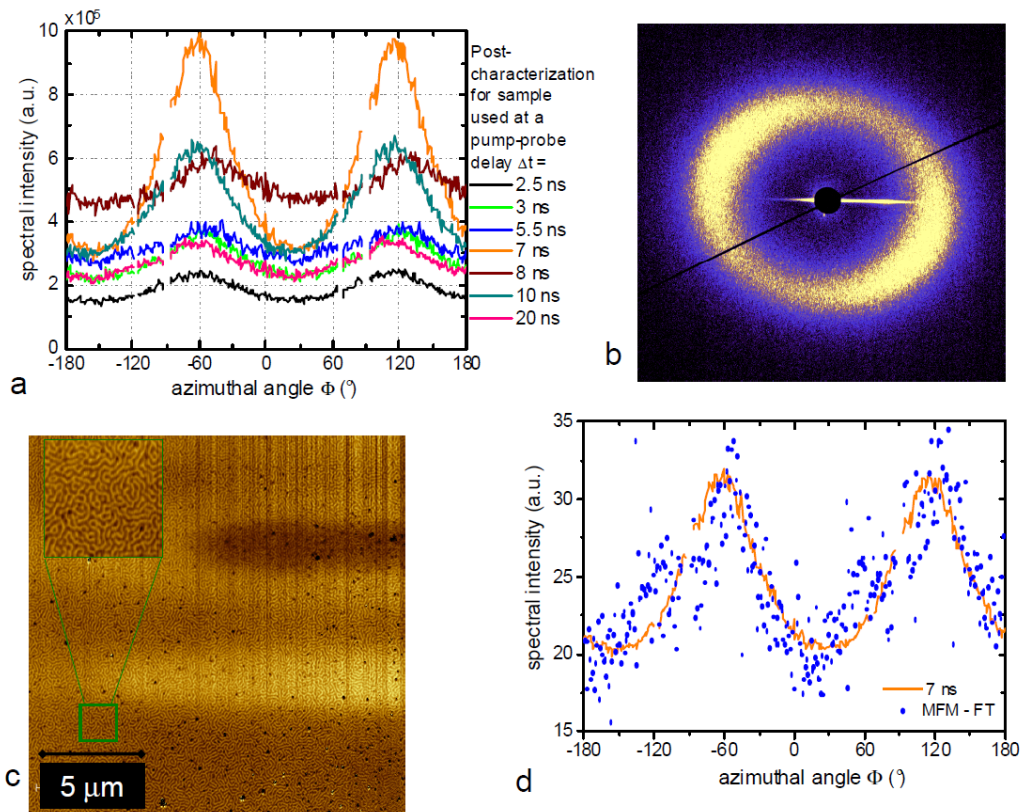 ×10⁵
10
8
6
4
2
0
-180 -120 -60 0 60 120 180
spectral intensity (a.u.)
azimuthal angle Φ (°)
Post-
characterization
for sample
used at a
pump-probe
delay Δt =
2.5 ns
3 ns
5.5 ns
7 ns
8 ns
10 ns
20 ns
a
b
5 μm
c
35
30
25
20
15
-180 -120 -60 0 60 120 180
spectral intensity (a.u.)
azimuthal angle Φ (°)
7 ns
MFM - FT
d